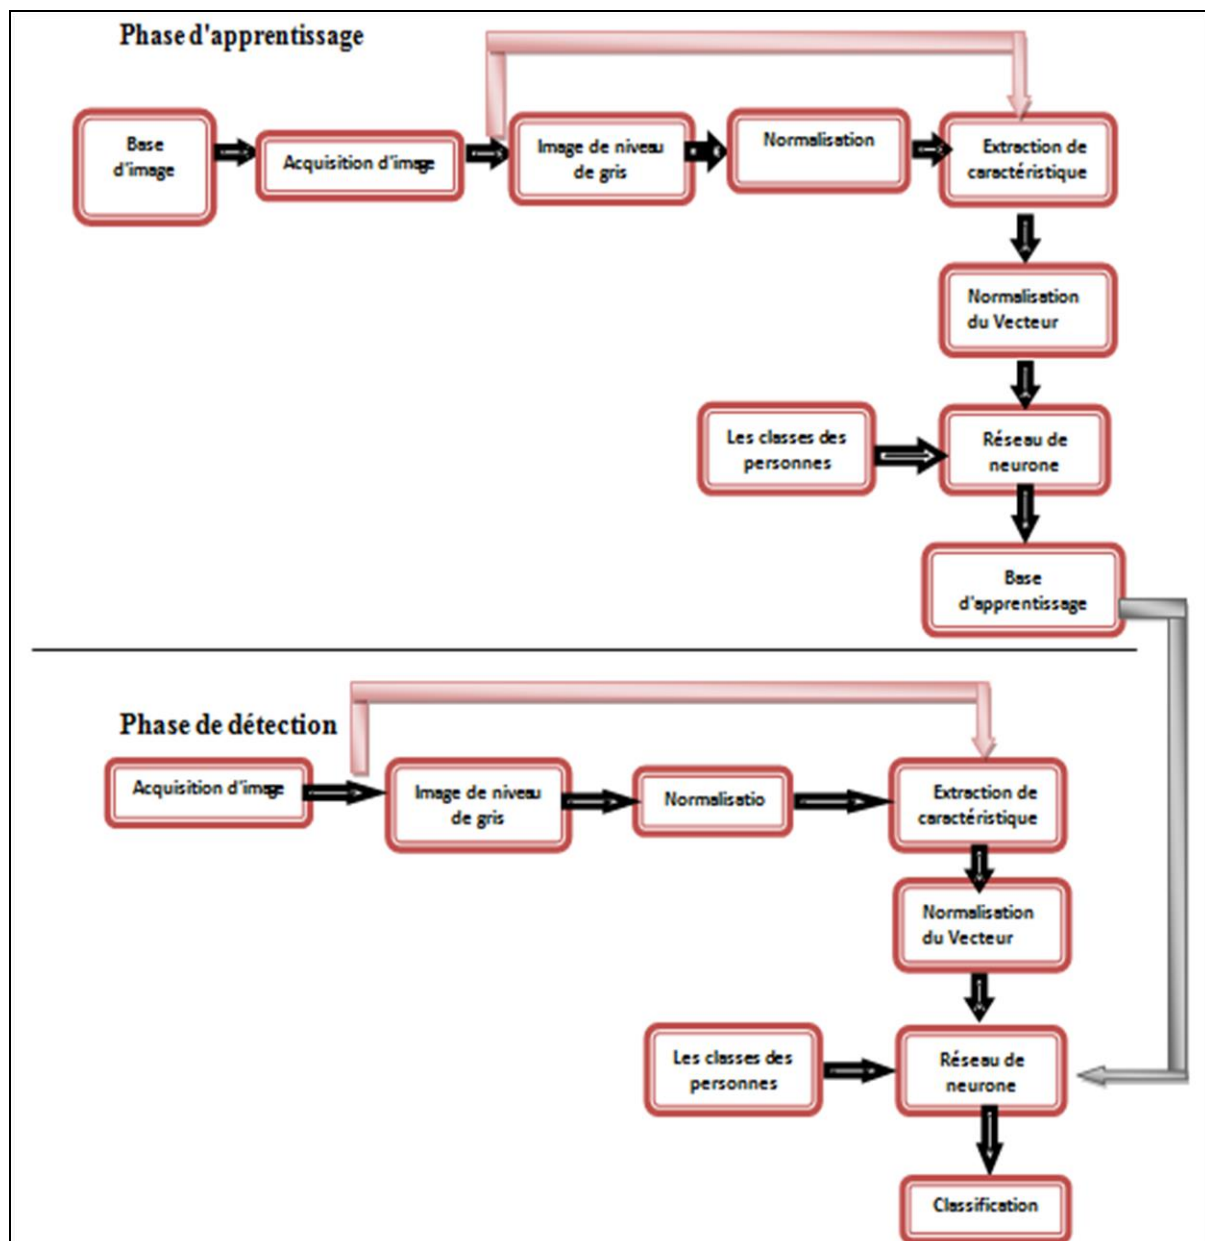 Phase d'apprentissage
Base
d'image
Acquisition d'image
Image de niveau
de gris
Normalisation
Extraction de
caractéristique
Normalisation
du Vecteur
Les classes des
personnes
Réseau de
neurone
Base
d'apprentissage
Phase de détection
Acquisition d'image
Image de niveau
de gris
Normalisatio
Extraction de
caractéristique
Normalisation
du Vecteur
Les classes des
personnes
Réseau de
neurone
Classification